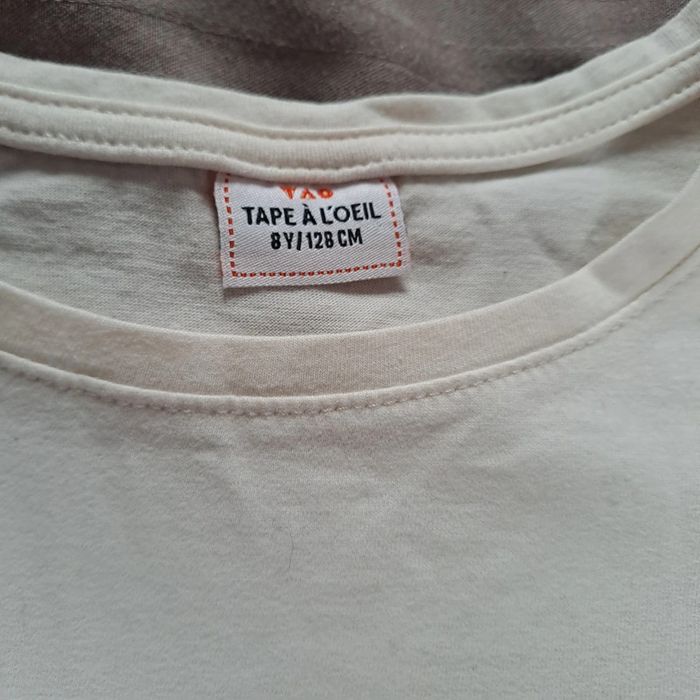 TAPE À L'OEIL
8Y/128 CM